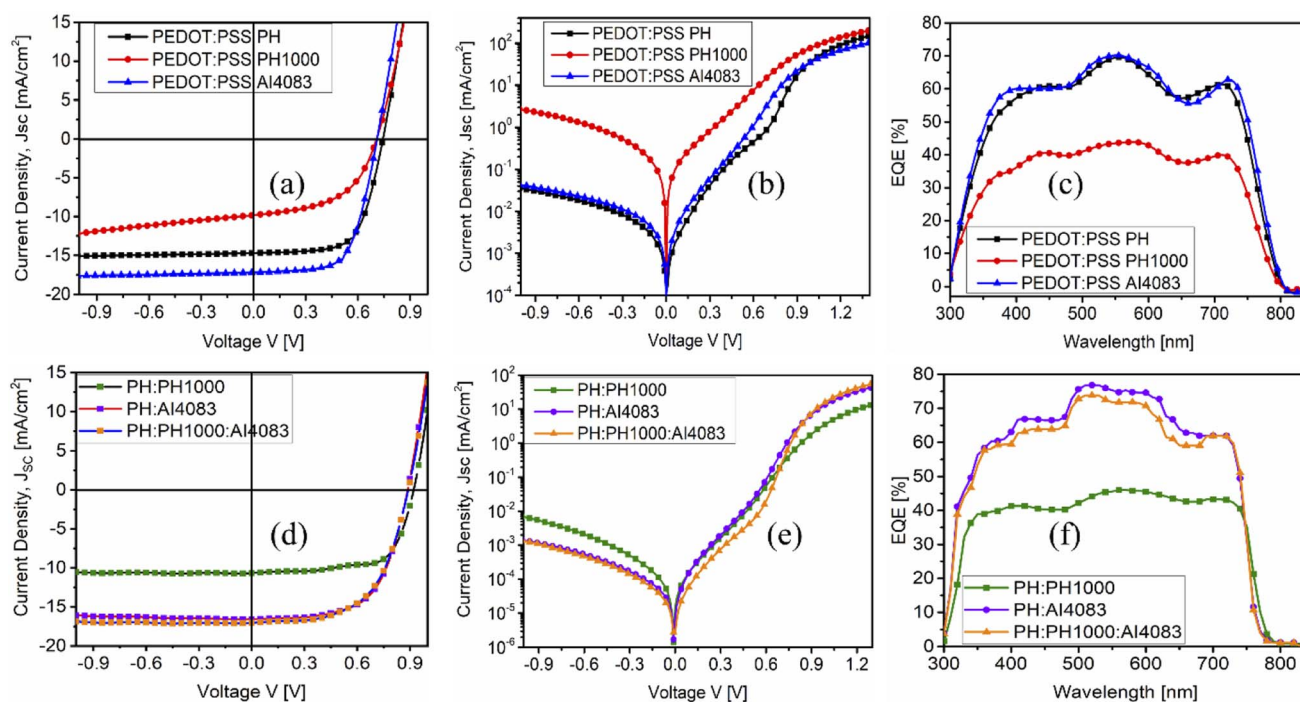 Current Density, Jsc [mA/cm²]
15
10
5
0
-5
-10
-15
-20
PEDOT:PSS PH
PEDOT:PSS PH1000
PEDOT:PSS AI4083
(a)
-0.9 -0.6 -0.3 0.0 0.3 0.6 0.9
Voltage V [V]
Current Density, Jsc [mA/cm²]
10²
10¹
10⁰
10⁻¹
10⁻²
10⁻³
10⁻⁴
PEDOT:PSS PH
PEDOT:PSS PH1000
PEDOT:PSS AI4083
(b)
-0.9 -0.6 -0.3 0.0 0.3 0.6 0.9 1.2
Voltage V [V]
EQE [%]
80
70
60
50
40
30
20
10
0
(c)
PEDOT:PSS PH
PEDOT:PSS PH1000
PEDOT:PSS AI4083
300 400 500 600 700 800
Wavelength [nm]
Current Density, J_SC [mA/cm²]
15
10
5
0
-5
-10
-15
-20
PH:PH1000
PH:AI4083
PH:PH1000:AI4083
(d)
-0.9 -0.6 -0.3 0.0 0.3 0.6 0.9
Voltage V [V]
Current Density, Jsc [mA/cm²]
10²
10¹
10⁰
10⁻¹
10⁻²
10⁻³
10⁻⁴
10⁻⁵
10⁻⁶
PH:PH1000
PH:AI4083
PH:PH1000:AI4083
(e)
-0.9 -0.6 -0.3 0.0 0.3 0.6 0.9 1.2
Voltage V [V]
EQE [%]
80
70
60
50
40
30
20
10
0
(f)
PH:PH1000
PH:AI4083
PH:PH1000:AI4083
300 400 500 600 700 800
Wavelength [nm]